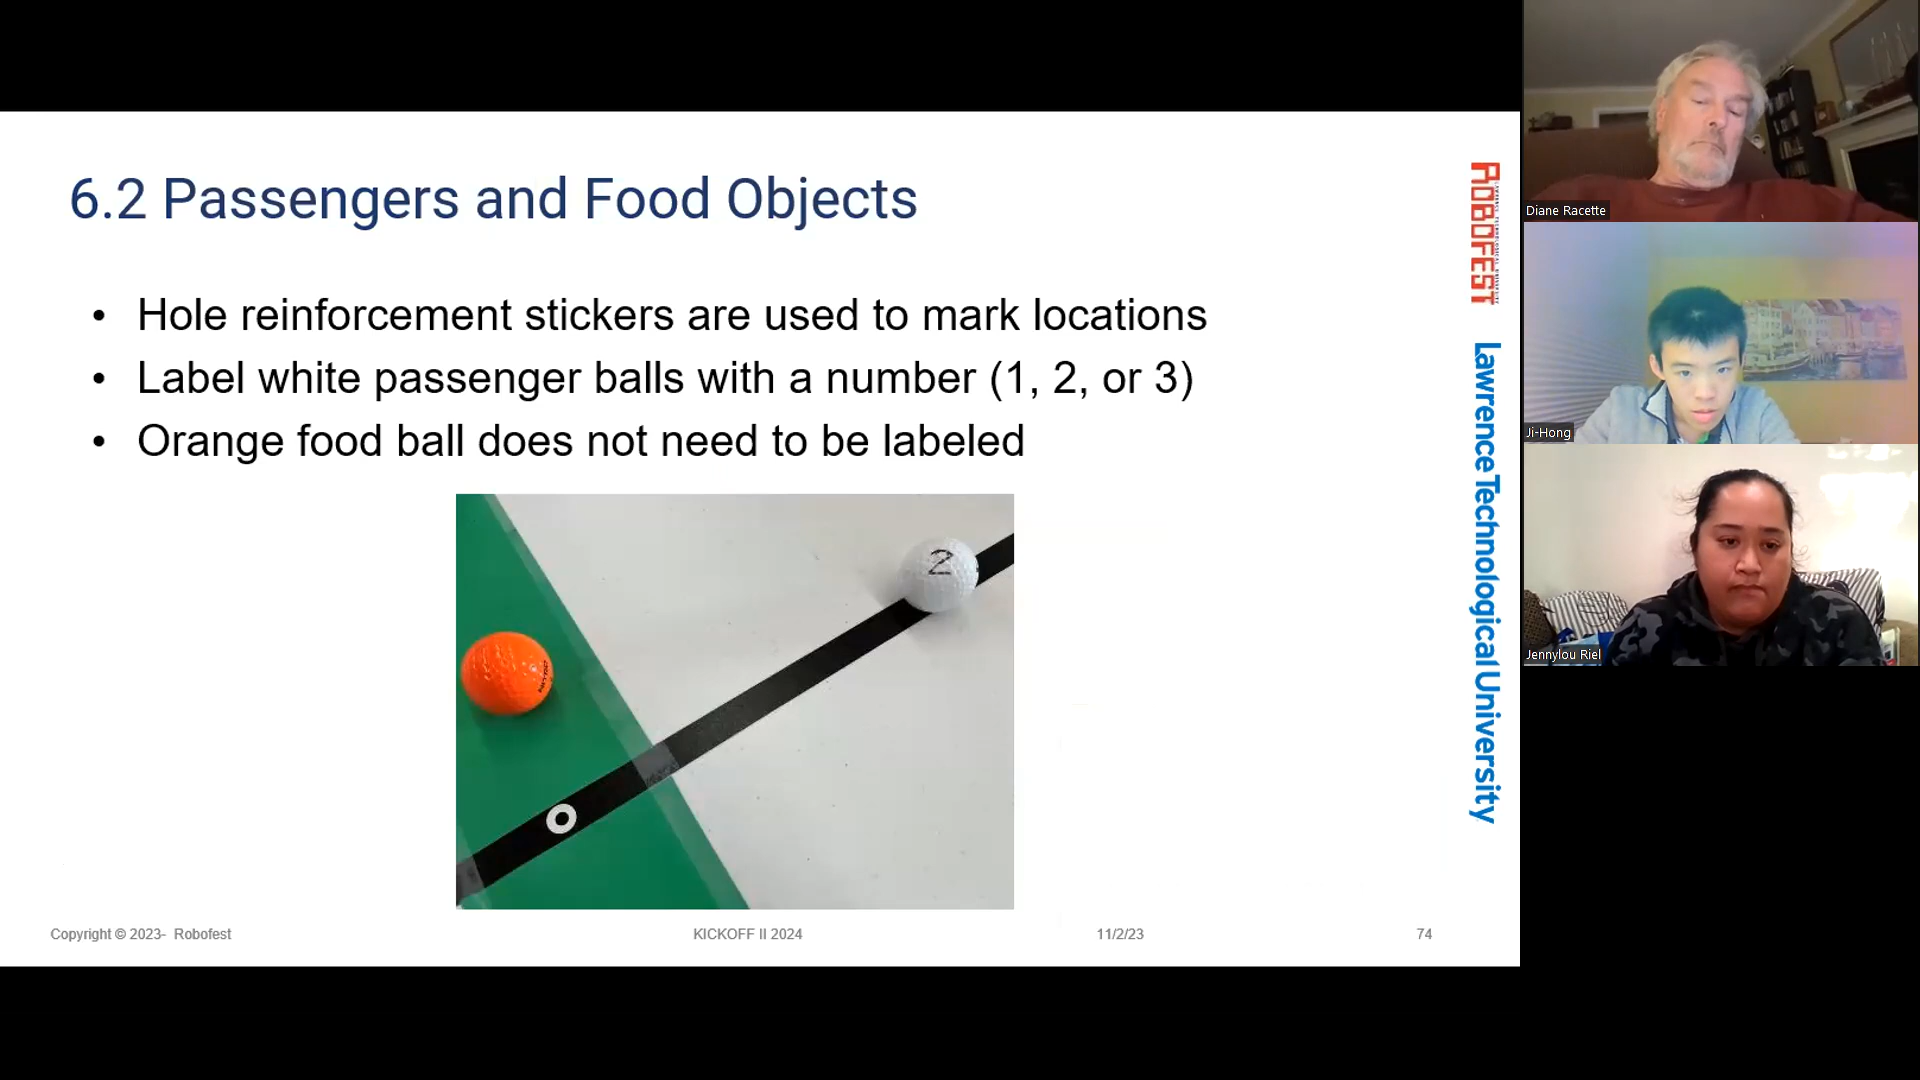 6.2 Passengers and Food Objects
• Hole reinforcement stickers are used to mark locations
• Label white passenger balls with a number (1, 2, or 3)
• Orange food ball does not need to be labeled
2
Copyright © 2023- Robofest
KICKOFF II 2024
11/2/23
74
ROBOFEST
Lawrence Technological University
Diane Racette
Ji-Hong
Jennylou Riel